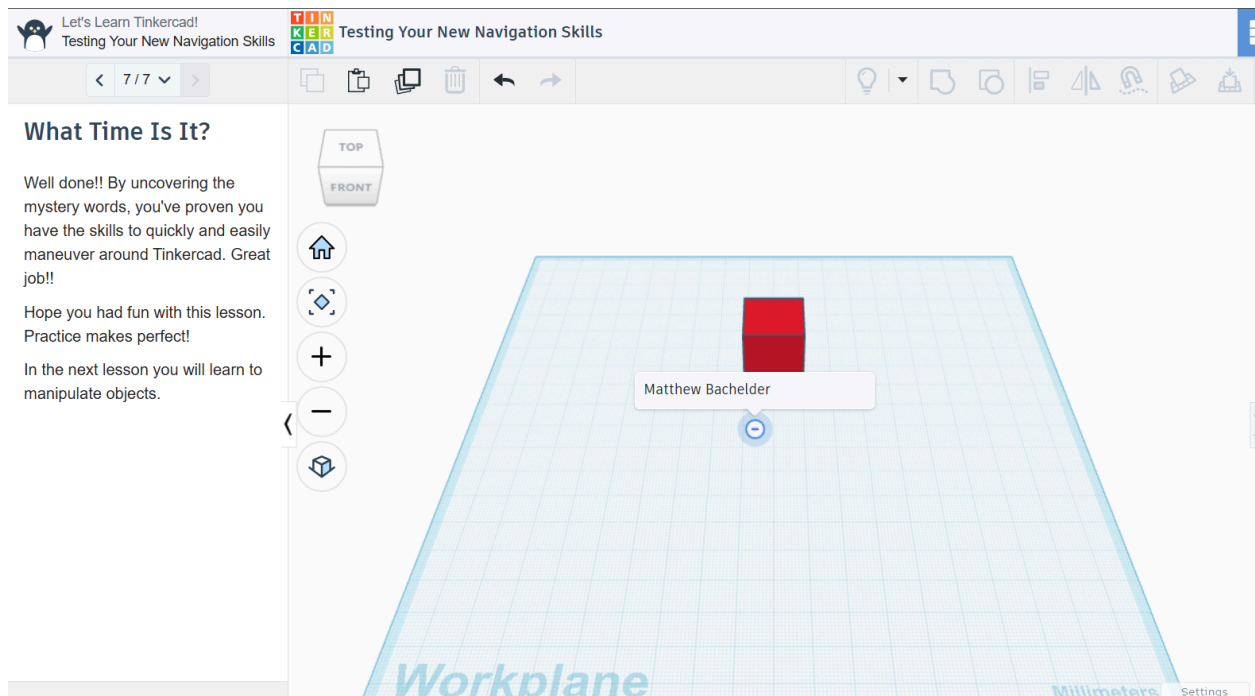 Let's Learn Tinkercad!
Testing Your New Navigation Skills
TIN
KER
CAD
Testing Your New Navigation Skills
7/7
What Time Is It?
Well done!! By uncovering the
mystery words, you've proven you
have the skills to quickly and easily
maneuver around Tinkercad. Great
job!!
Hope you had fun with this lesson.
Practice makes perfect!
In the next lesson you will learn to
manipulate objects.
TOP
FRONT
Matthew Bachelder
Workplane
Millimeters
Settings